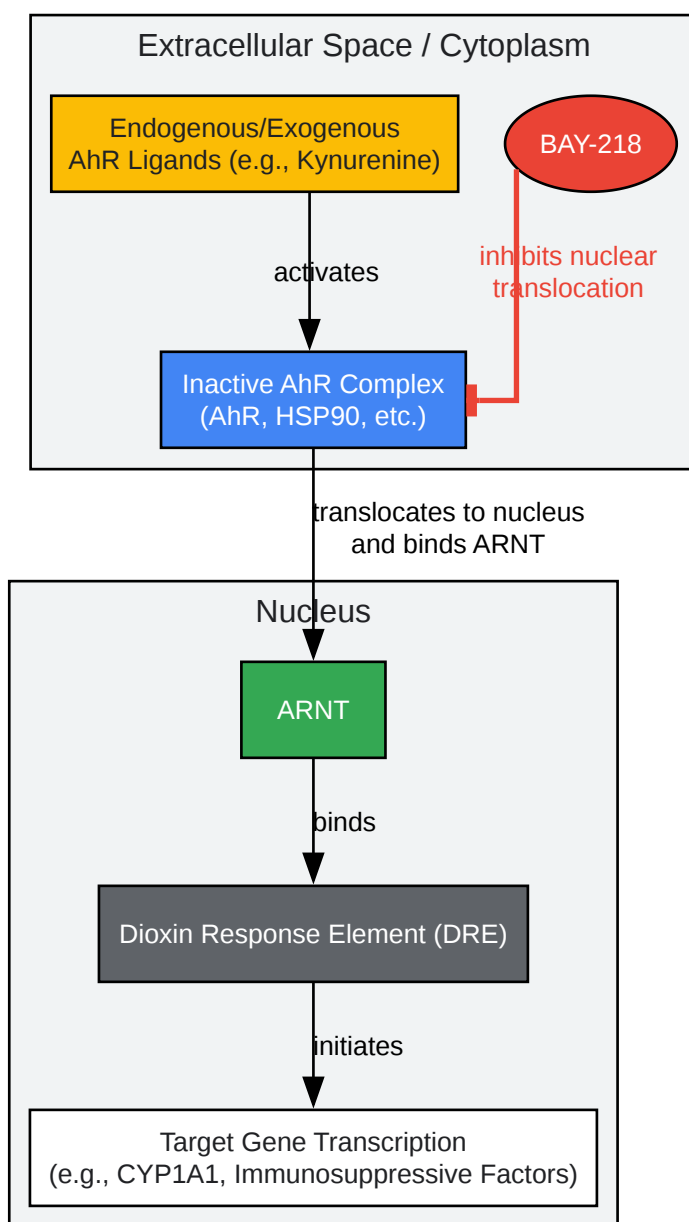 Extracellular Space / Cytoplasm
Endogenous/Exogenous
AhR Ligands (e.g., Kynurenine)
BAY-218
activates
inhibits nuclear
translocation
Inactive AhR Complex
(AhR, HSP90, etc.)
translocates to nucleus
and binds ARNT
Nucleus
ARNT
binds
Dioxin Response Element (DRE)
initiates
Target Gene Transcription
(e.g., CYP1A1, Immunosuppressive Factors)